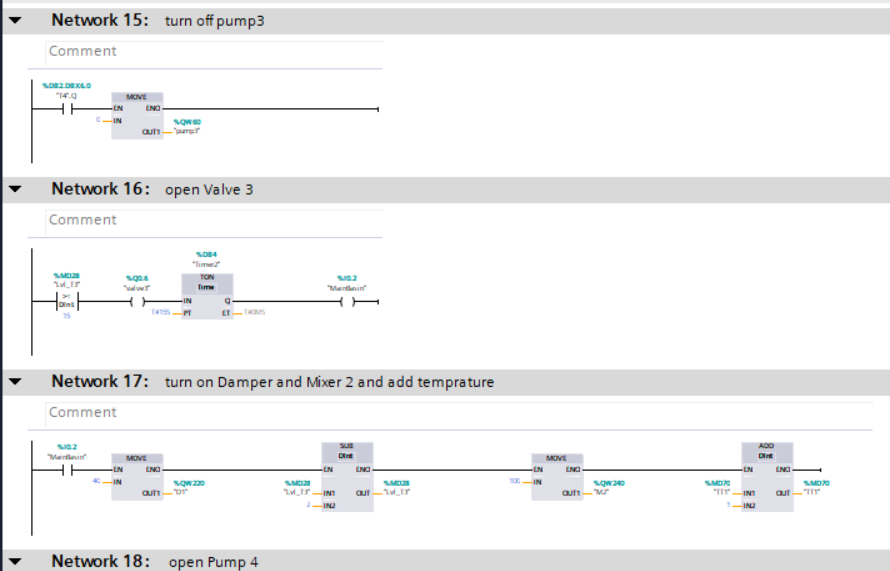 Network 15: turn off pump3
Comment
%DB2.DBX6.0
"T4".Q
MOVE
EN ENO
0 IN
%QW60
OUT1 "pump3"
Network 16: open Valve 3
Comment
%DB4
"Timer2"
%MD28 %Q0.6 TON %I0.2
"Lvl_T3" "valve3" Time "MainBasin"
>=
DInt
IN Q
15
PT ET T#0MS
Network 17: turn on Damper and Mixer 2 and add temprature
Comment
%I0.2 SUB ADD
"MainBasin" MOVE DInt MOVE DInt
EN ENO EN ENO EN ENO EN ENO
40 IN 100 IN
%QW220 %MD28 %MD28 %QW240 %MD70 %MD70
OUT1 "D1" "Lvl_T3" IN1 OUT "Lvl_T3" OUT1 "M2" "TT1" IN1 OUT "TT1"
2 IN2 1 IN2
Network 18: open Pump 4